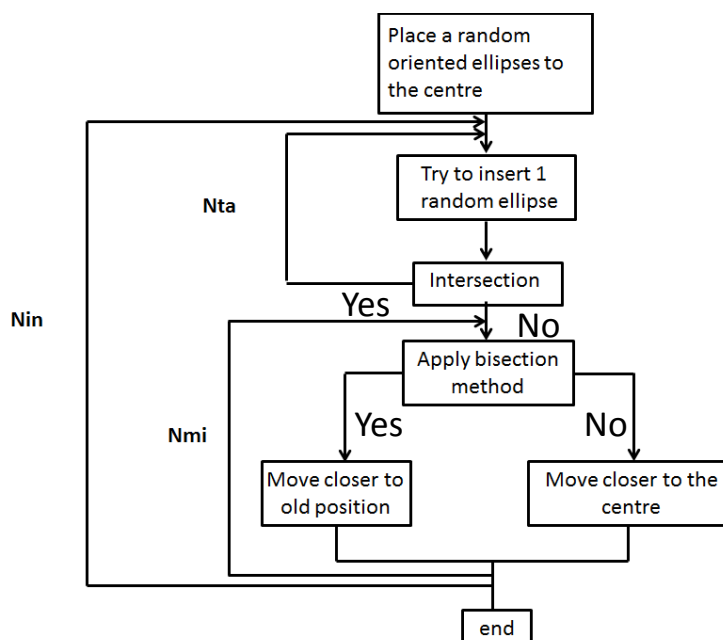 Place a random
oriented ellipses to
the centre
Try to insert 1
random ellipse
Nta
Intersection
Yes
No
Nin
Apply bisection
method
Nmi
Yes
No
Move closer to
old position
Move closer to the
centre
end